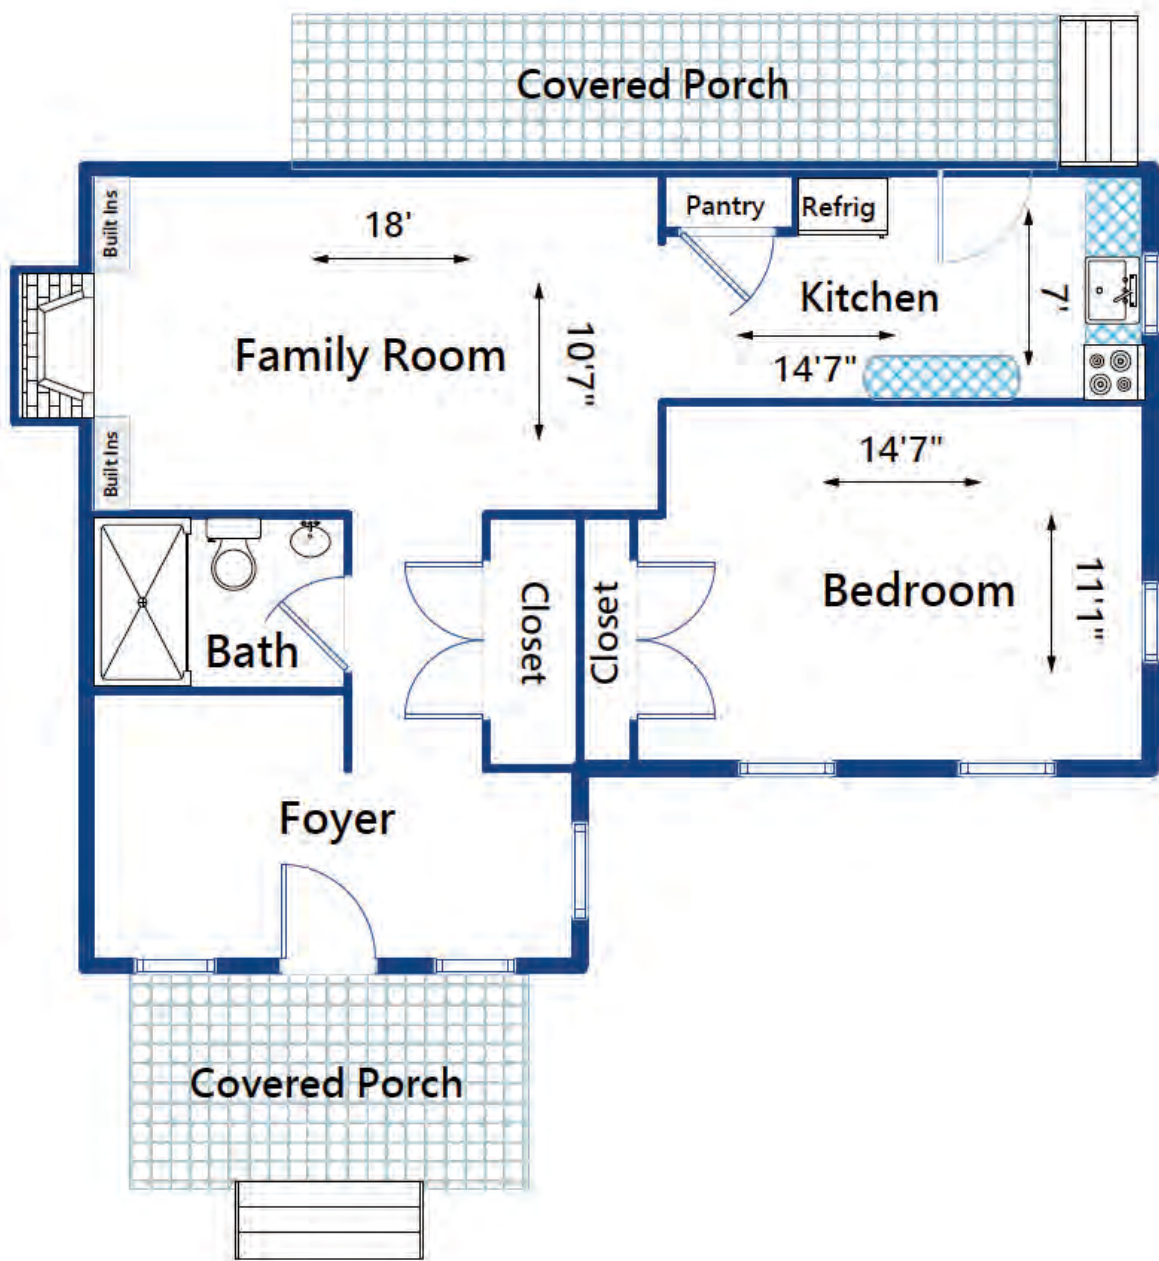 Covered Porch
Built Ins
18'
Pantry
Refrig
Kitchen
7'
Family Room
10'7"
14'7"
Built Ins
14'7"
Bath
Closet
Closet
Bedroom
11'1"
Foyer
Covered Porch